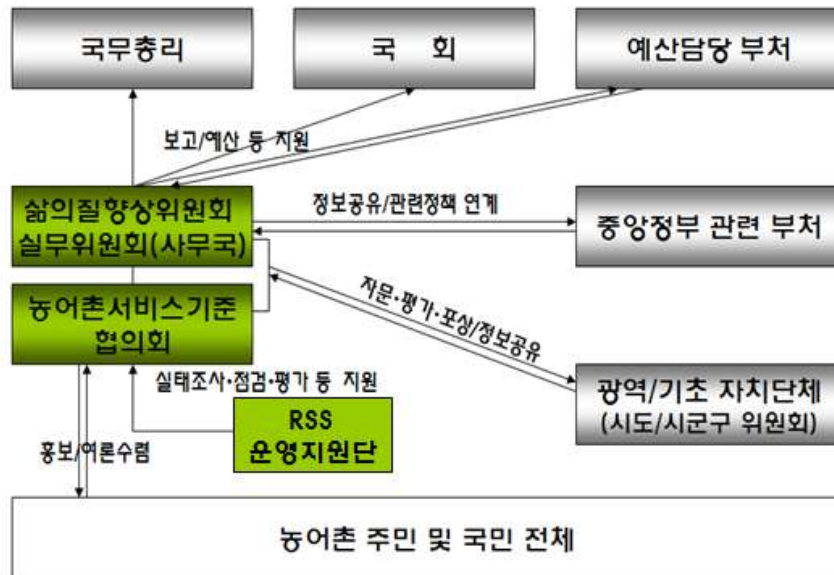 국무총리
국 회
예산담당 부처
보고/예산 등 지원
삶의질향상위원회
실무위원회(사무국)
정보공유/관련정책 연계
중앙정부 관련 부처
농어촌서비스기준
협의회
자문·평가·포상/정보공유
실태조사·점검·평가 등 지원
광역/기초 자치단체
(시도/시군구 위원회)
RSS
운영지원단
홍보/여론수렴
농어촌 주민 및 국민 전체